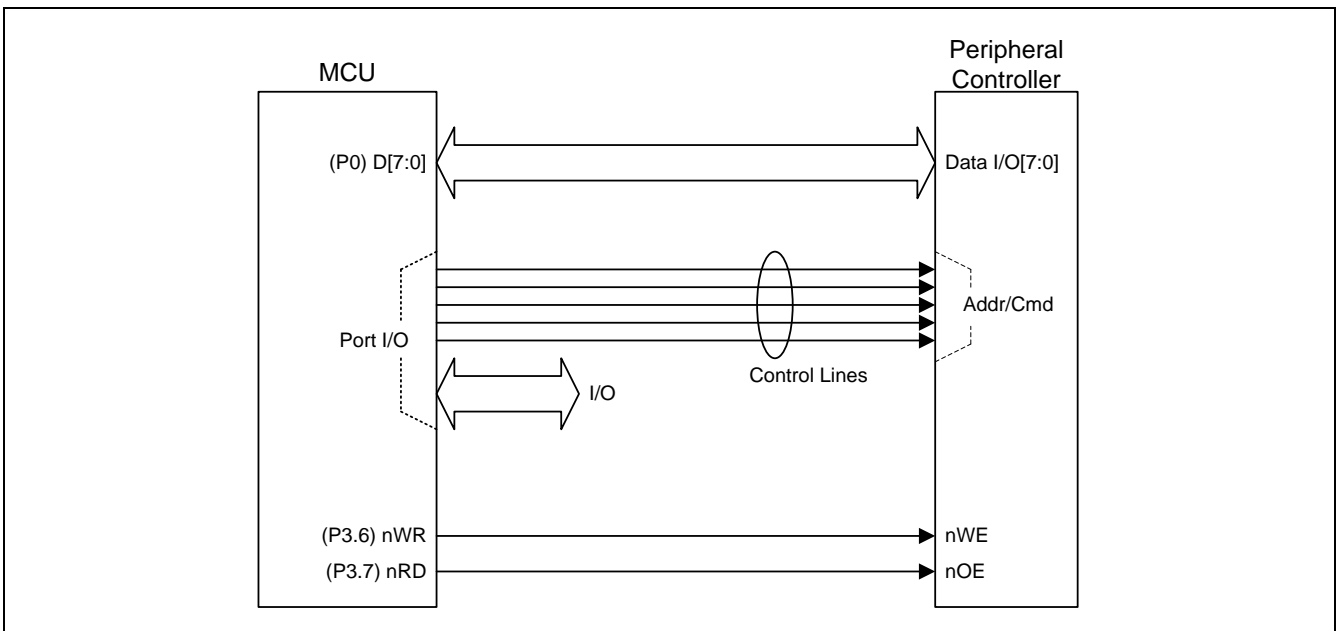 MCU
Peripheral
Controller
(P0) D[7:0]
Data I/O[7:0]
Port I/O
Addr/Cmd
Control Lines
I/O
(P3.6) nWR
nWE
(P3.7) nRD
nOE